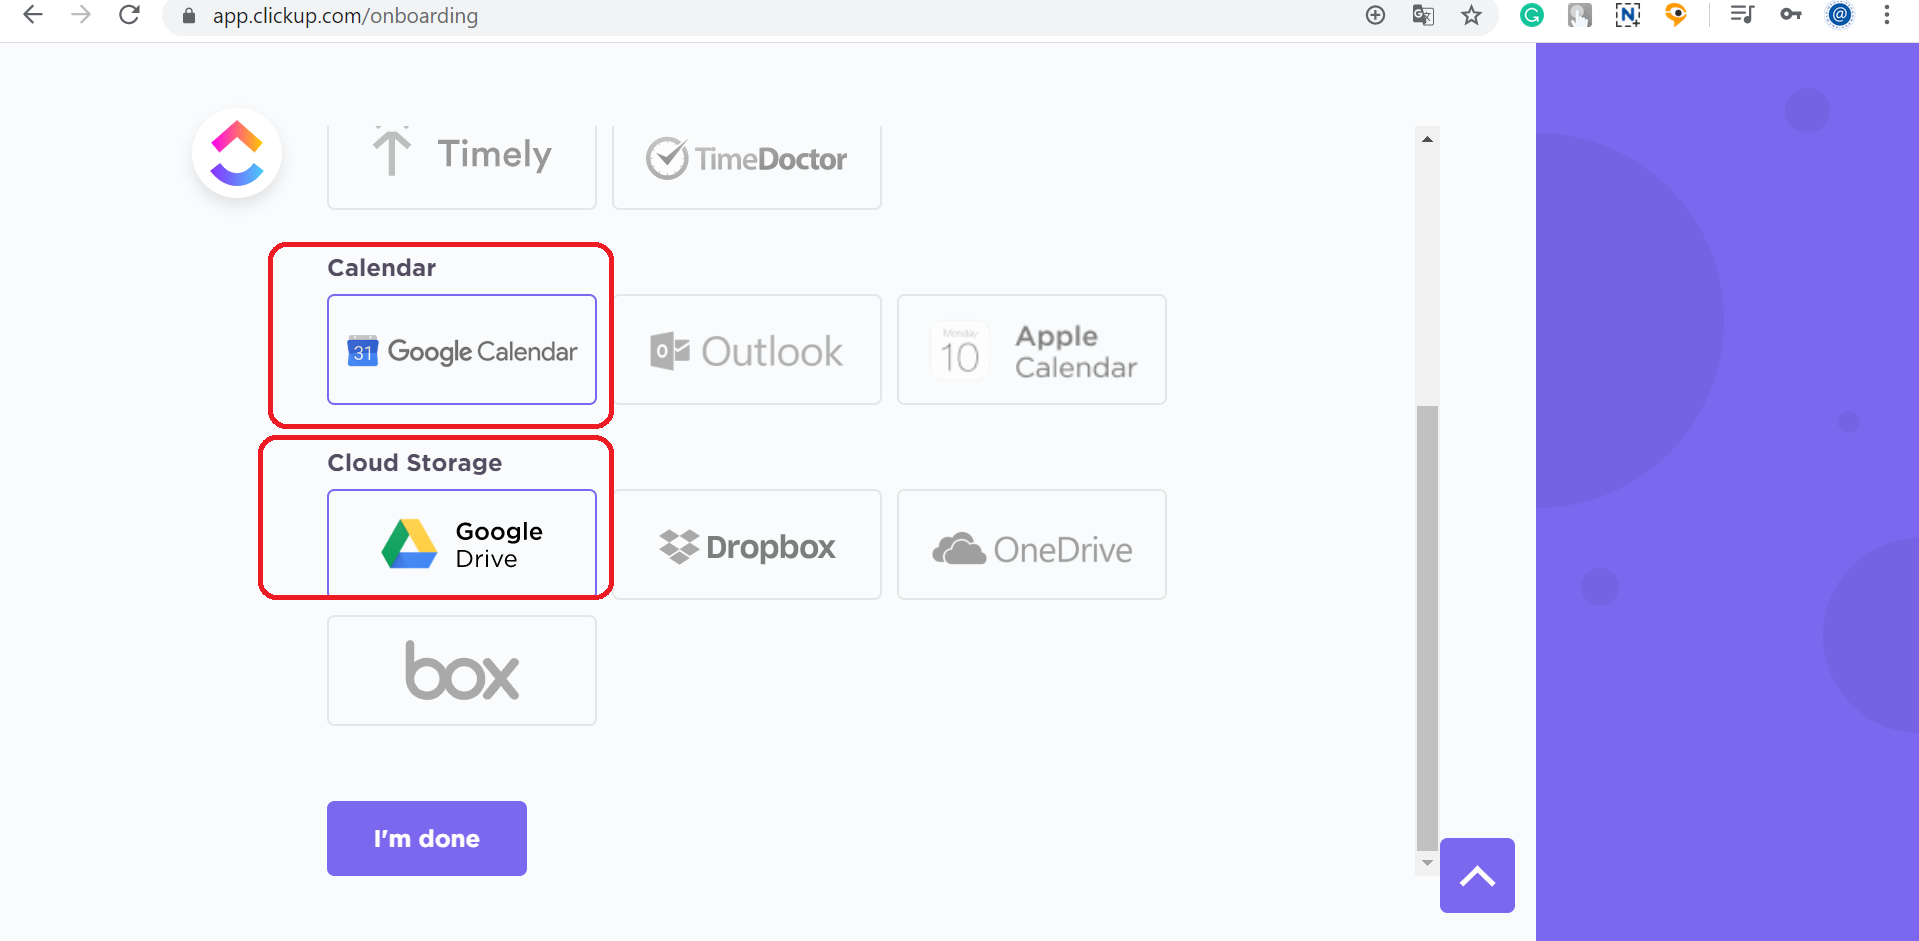 app.clickup.com/onboarding
Timely
TimeDoctor
Calendar
31 Google Calendar
Outlook
Monday
10
Apple
Calendar
Cloud Storage
Google
Drive
Dropbox
OneDrive
box
I'm done